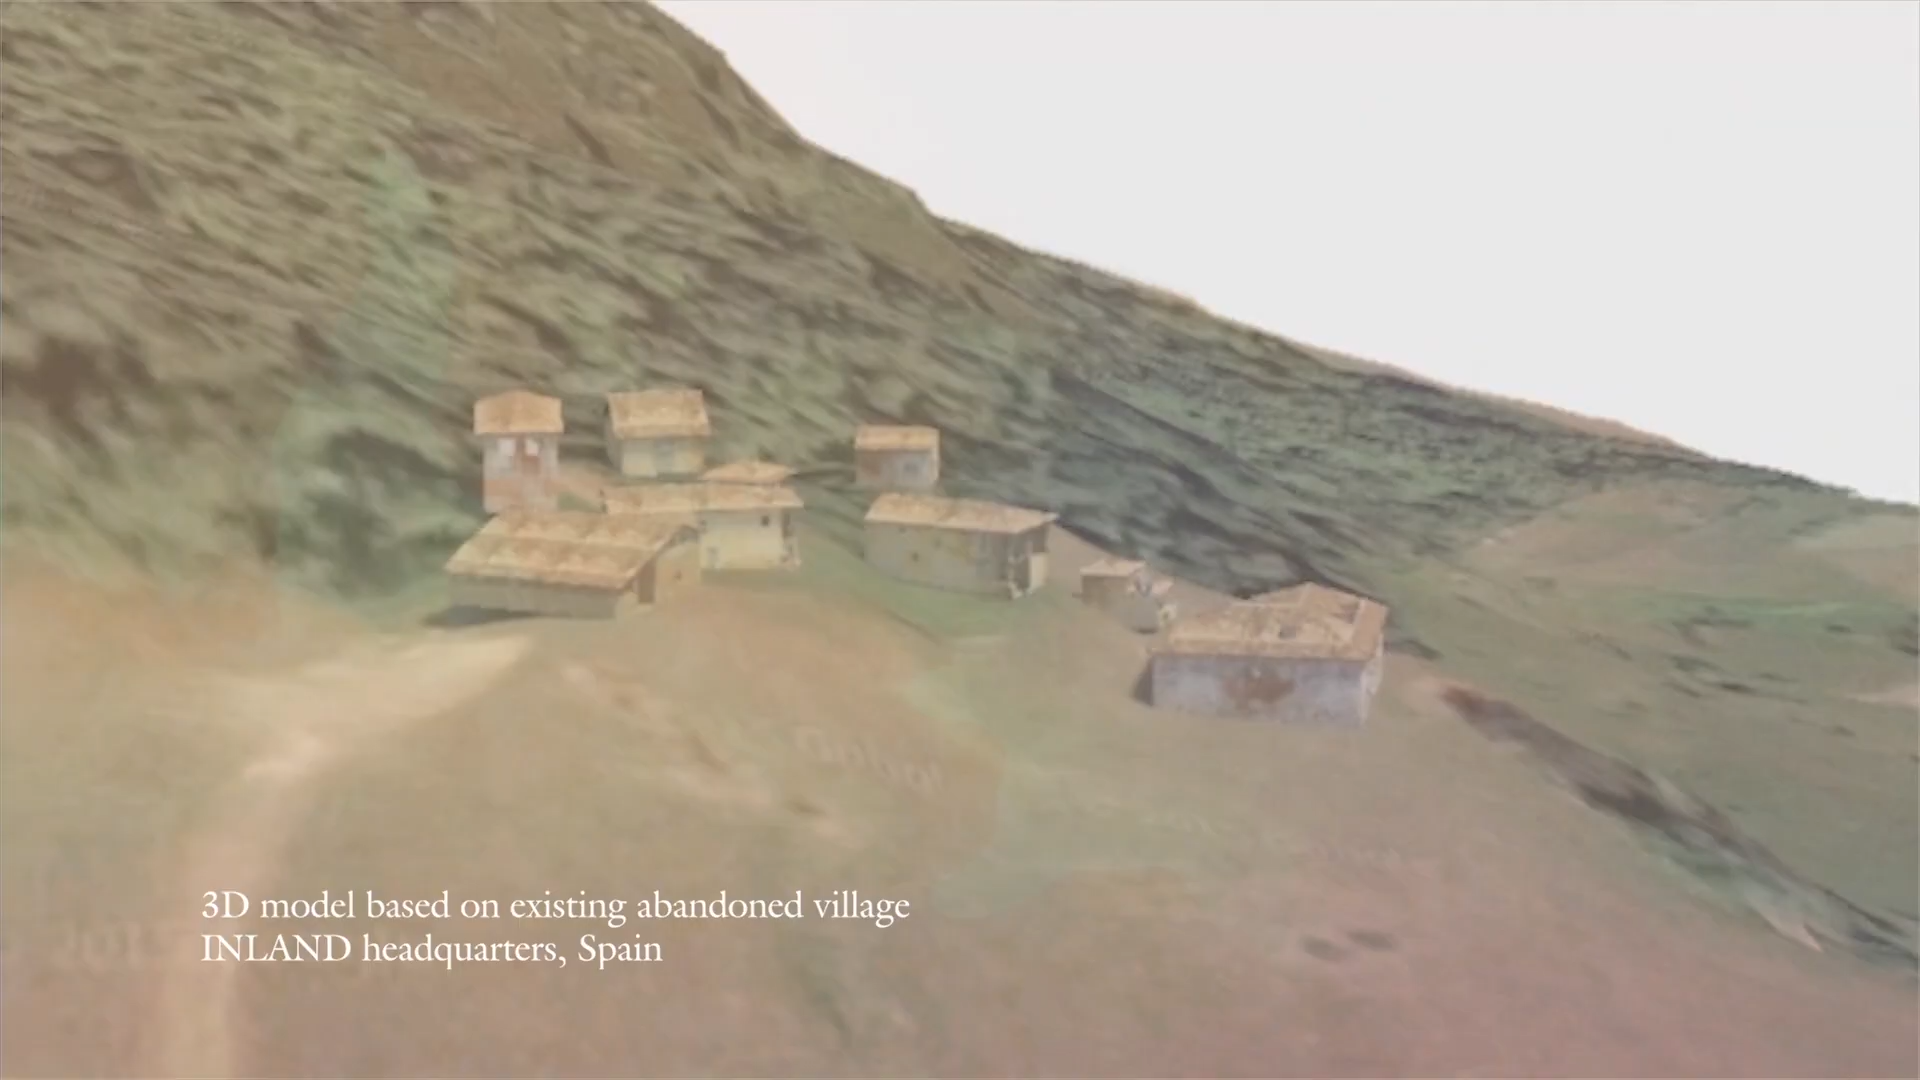 3D model based on existing abandoned village
INLAND headquarters, Spain